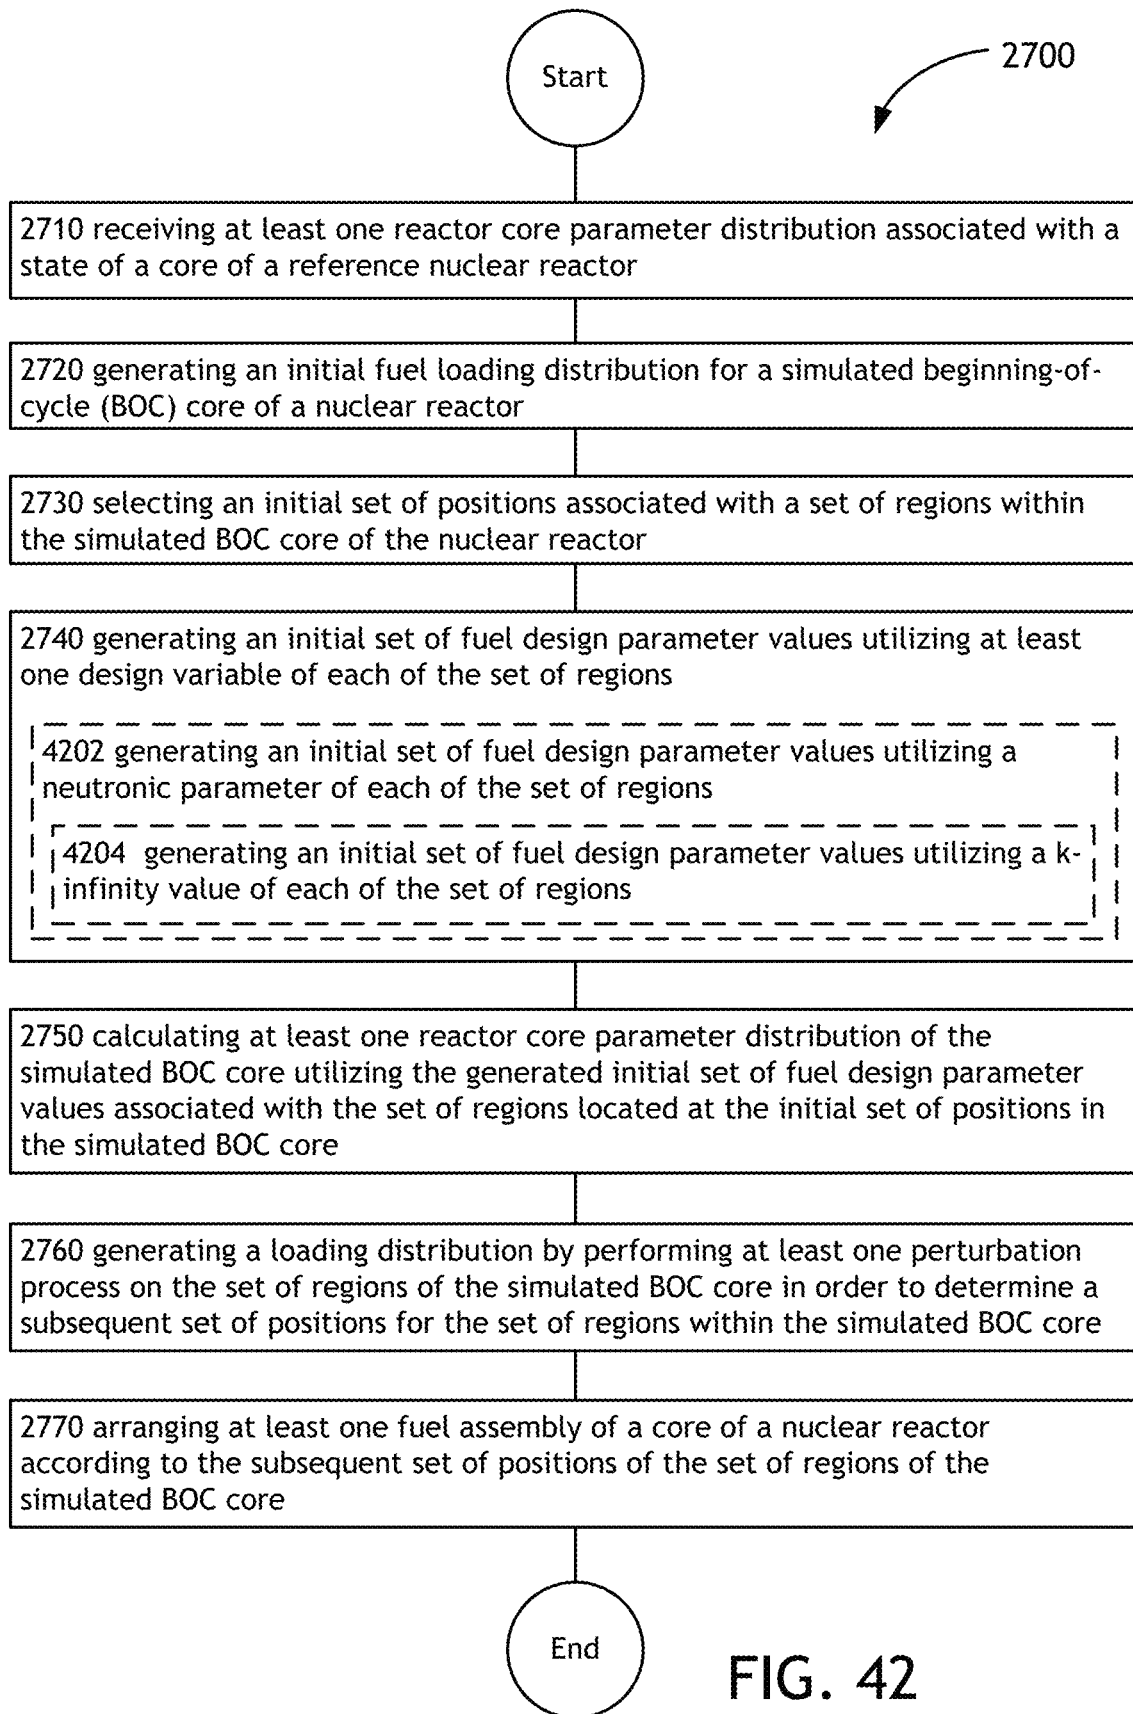 Start
2700
2710 receiving at least one reactor core parameter distribution associated with a
state of a core of a reference nuclear reactor
2720 generating an initial fuel loading distribution for a simulated beginning-of-
cycle (BOC) core of a nuclear reactor
2730 selecting an initial set of positions associated with a set of regions within
the simulated BOC core of the nuclear reactor
2740 generating an initial set of fuel design parameter values utilizing at least
one design variable of each of the set of regions
4202 generating an initial set of fuel design parameter values utilizing a
neutronic parameter of each of the set of regions
4204 generating an initial set of fuel design parameter values utilizing a k-
infinity value of each of the set of regions
2750 calculating at least one reactor core parameter distribution of the
simulated BOC core utilizing the generated initial set of fuel design parameter
values associated with the set of regions located at the initial set of positions in
the simulated BOC core
2760 generating a loading distribution by performing at least one perturbation
process on the set of regions of the simulated BOC core in order to determine a
subsequent set of positions for the set of regions within the simulated BOC core
2770 arranging at least one fuel assembly of a core of a nuclear reactor
according to the subsequent set of positions of the set of regions of the
simulated BOC core
End
FIG. 42